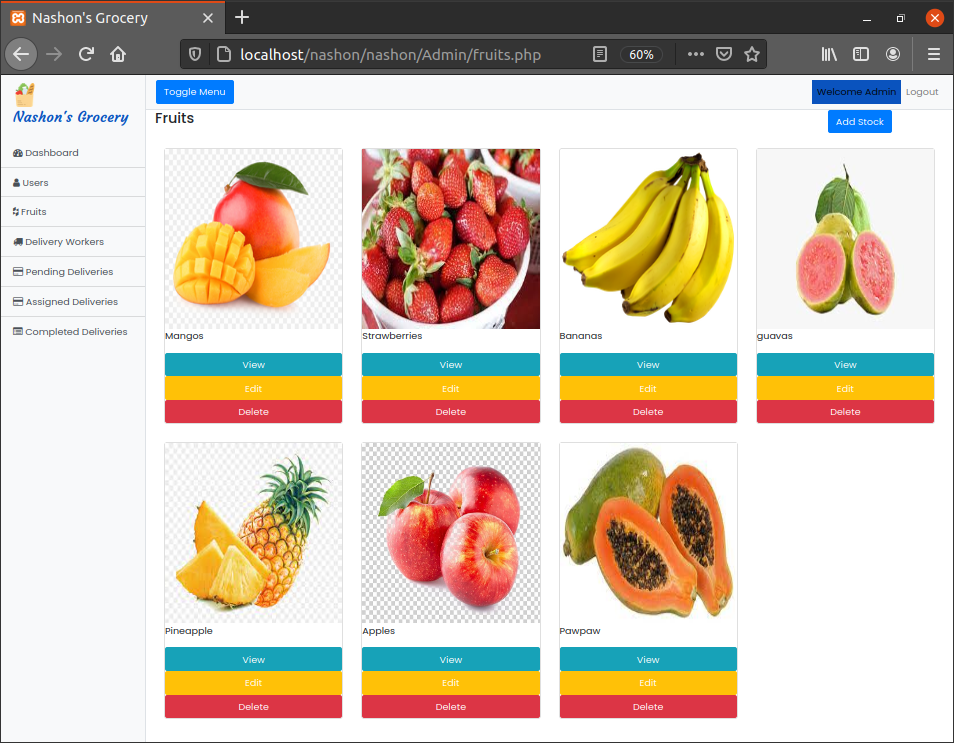 Nashon's Grocery
localhost/nashon/nashon/Admin/fruits.php
60%
Nashon's Grocery
Toggle Menu
Welcome Admin
Logout
Fruits
Add Stock
Dashboard
Users
Fruits
Delivery Workers
Pending Deliveries
Assigned Deliveries
Completed Deliveries
Mangos
Strawberries
Bananas
guavas
View
View
View
View
Edit
Edit
Edit
Edit
Delete
Delete
Delete
Delete
Pineapple
Apples
Pawpaw
View
View
View
Edit
Edit
Edit
Delete
Delete
Delete